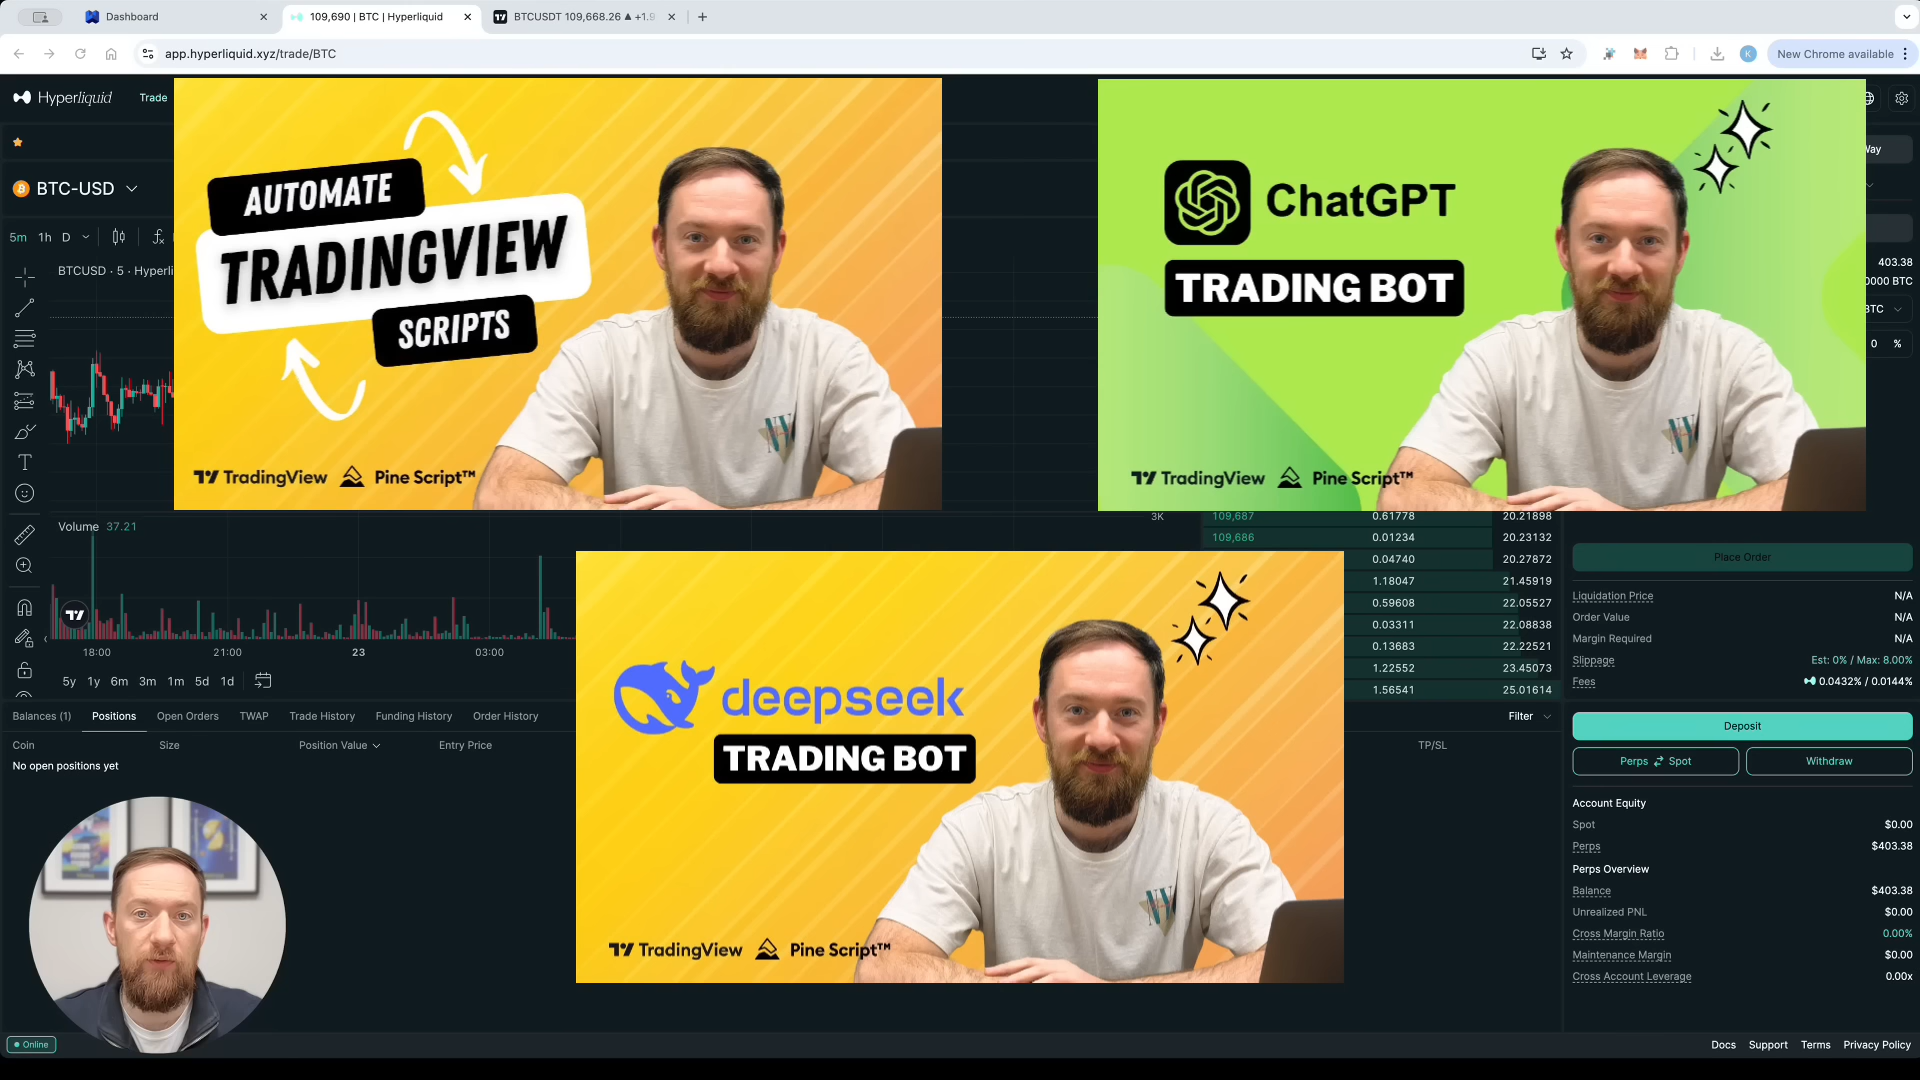 Dashboard
109,690 | BTC | Hyperliquid
BTCUSDT 109,668.26 ▲ +1.9
app.hyperliquid.xyz/trade/BTC
K
New Chrome available
Hyperliquid
Trade
BTC-USD
5m 1h D
BTCUSD · 5 · Hyperli
AUTOMATE
TRADINGVIEW
SCRIPTS
TradingView Pine Script™
ChatGPT
TRADING BOT
TradingView Pine Script™
Way
403.38
0000 BTC
BTC
0 %
Volume 37.21
3K
109,687 0.61778 20.21898
109,686 0.01234 20.23132
0.04740 20.27872
1.18047 21.45919
0.59608 22.05527
0.03311 22.08838
0.13683 22.22521
1.22552 23.45073
1.56541 25.01614
18:00 21:00 23 03:00
5y 1y 6m 3m 1m 5d 1d
Place Order
Liquidation Price N/A
Order Value N/A
Margin Required N/A
Slippage Est: 0% / Max: 8.00%
Fees 0.0432% / 0.0144%
Balances (1) Positions Open Orders TWAP Trade History Funding History Order History
Filter
Coin Size Position Value Entry Price
TP/SL
No open positions yet
deepseek
TRADING BOT
TradingView Pine Script™
Deposit
Perps Spot
Withdraw
Account Equity
Spot $0.00
Perps $403.38
Perps Overview
Balance $403.38
Unrealized PNL $0.00
Cross Margin Ratio 0.00%
Maintenance Margin $0.00
Cross Account Leverage 0.00x
Online
Docs Support Terms Privacy Policy